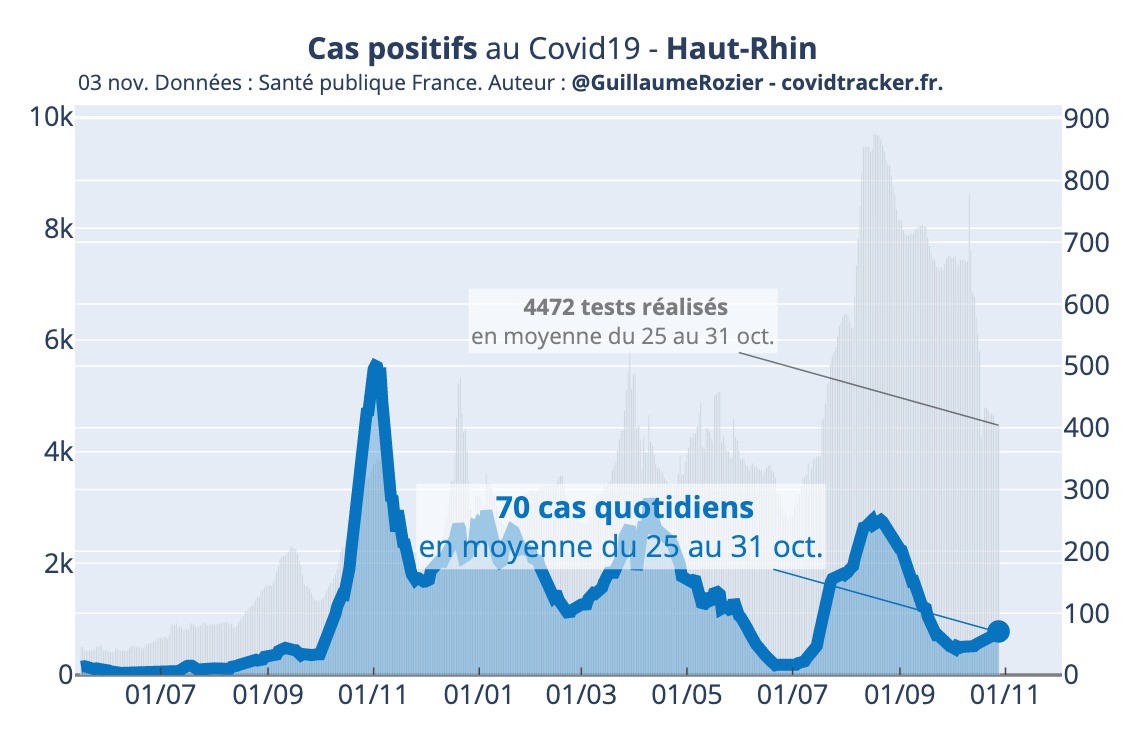 Cas positifs au Covid19 - Haut-Rhin
03 nov. Données : Santé publique France. Auteur : @GuillaumeRozier - covidtracker.fr.
10k
8k
6k
4k
2k
0
900
800
700
600
500
400
300
200
100
0
4472 tests réalisés
en moyenne du 25 au 31 oct.
70 cas quotidiens
en moyenne du 25 au 31 oct.
01/07 01/09 01/11 01/01 01/03 01/05 01/07 01/09 01/11